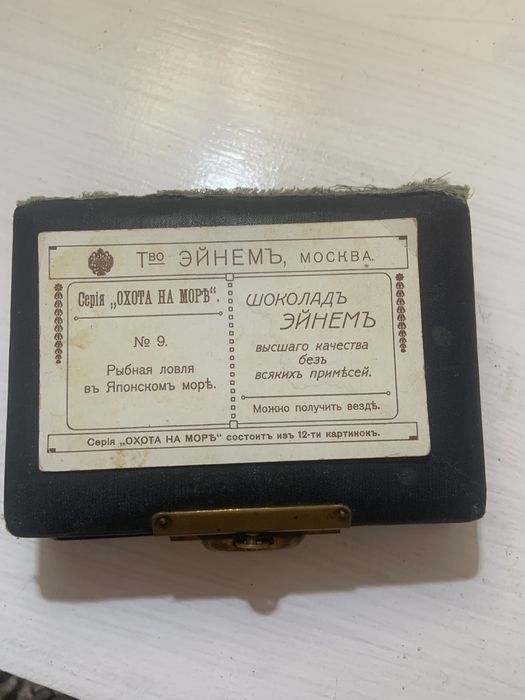 Тво ЭЙНЕМЪ, МОСКВА.
Серія „ОХОТА НА МОРѢ“.
№ 9.
Рыбная ловля
въ Японскомъ морѣ.
ШОКОЛАДЪ
ЭЙНЕМЪ
высшаго качества
безъ
всякихъ примѣсей.
Можно получить вездѣ.
Серія „ОХОТА НА МОРѢ“ состоитъ изъ 12-ти картинокъ.